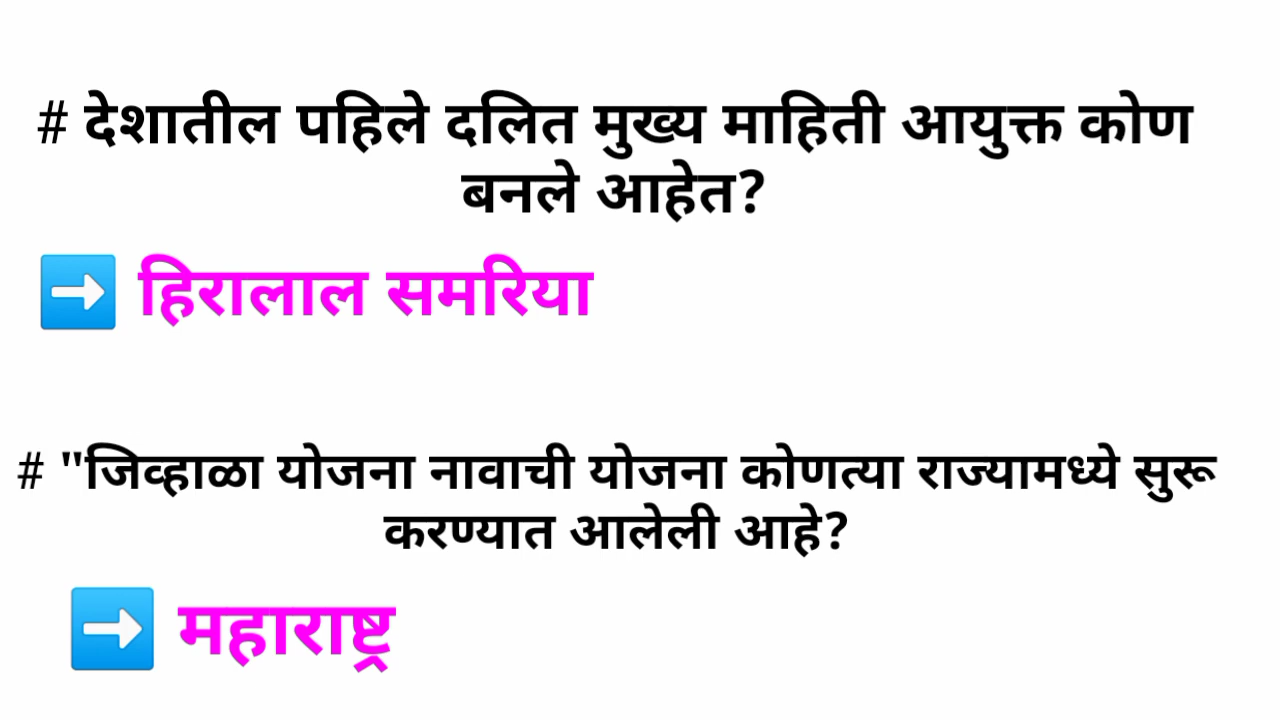 # देशातील पहिले दलित मुख्य माहिती आयुक्त कोण
बनले आहेत?
➡️ हिरालाल समरिया
# "जिव्हाळा योजना नावाची योजना कोणत्या राज्यामध्ये सुरू
करण्यात आलेली आहे?
➡️ महाराष्ट्र